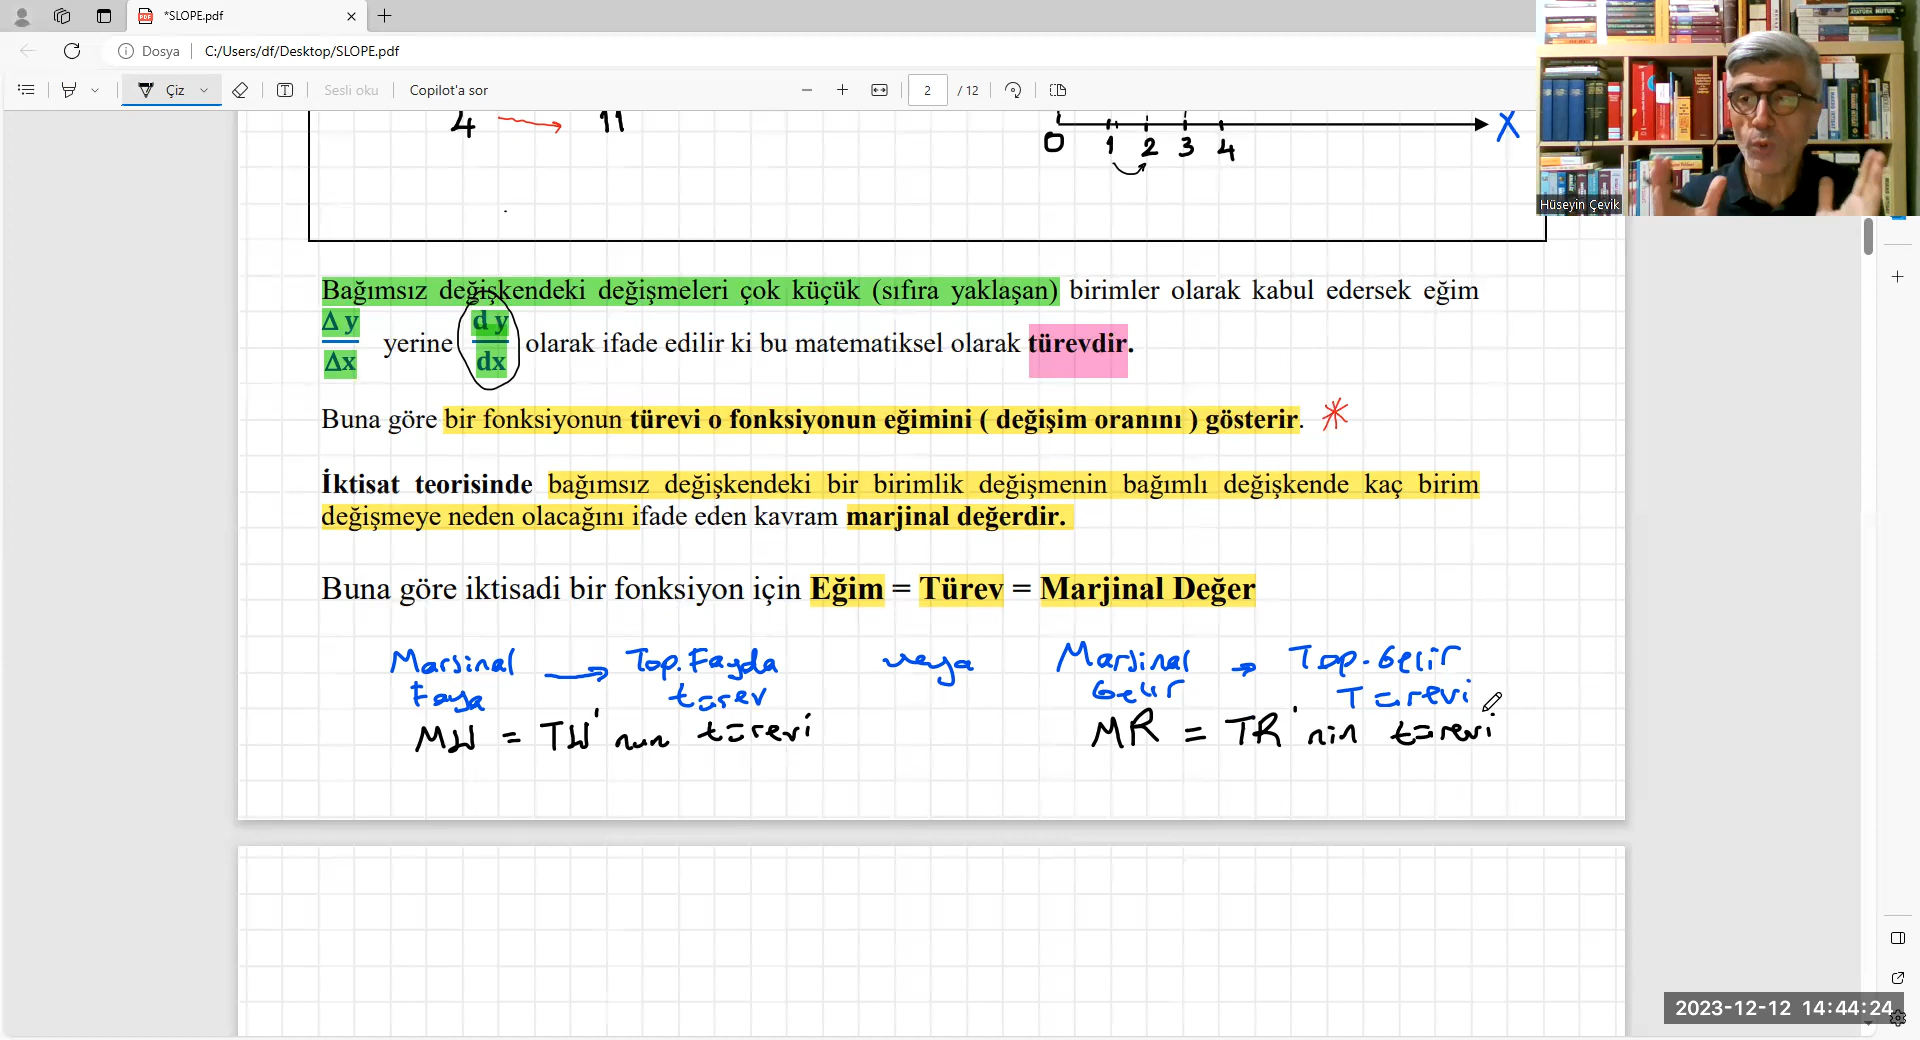 *SLOPE.pdf
Dosya C:/Users/df/Desktop/SLOPE.pdf
Çiz Sesli oku Copilot'a sor 2 / 12
4 11
0 1 2 3 4 X
Hüseyin Çevik
Bağımsız değişkendeki değişmeleri çok küçük (sıfıra yaklaşan) birimler olarak kabul edersek eğim
Δ y / Δx yerine d y / dx olarak ifade edilir ki bu matematiksel olarak türevdir.
Buna göre bir fonksiyonun türevi o fonksiyonun eğimini ( değişim oranını ) gösterir. *
İktisat teorisinde bağımsız değişkendeki bir birimlik değişmenin bağımlı değişkende kaç birim
değişmeye neden olacağını ifade eden kavram marjinal değerdir.
Buna göre iktisadi bir fonksiyon için Eğim = Türev = Marjinal Değer
Marjinal → Top. Fayda veya Marjinal → Top. Gelir
Fayda türev Gelir Türevi
MU = TU'nun türevi MR = TR'nin türevi
2023-12-12 14:44:24